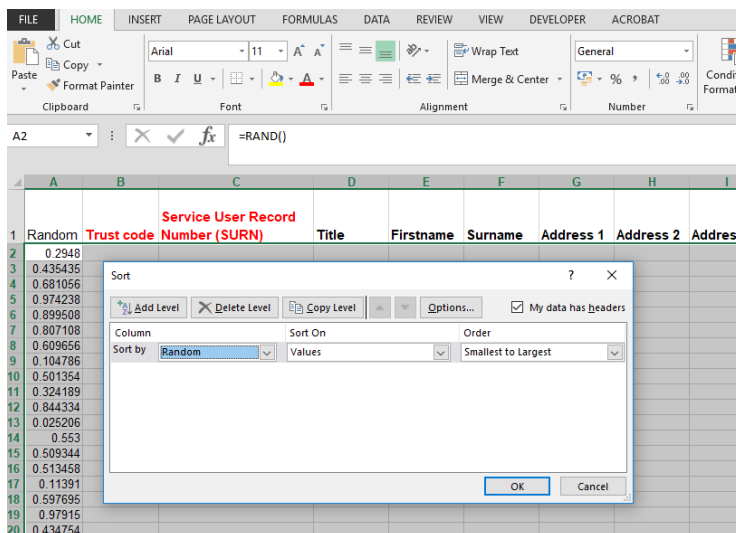 FILE HOME INSERT PAGE LAYOUT FORMULAS DATA REVIEW VIEW DEVELOPER ACROBAT
Cut
Copy
Format Painter
Paste
Arial 11 A A
B I U A
Wrap Text
Merge & Center
General
% , .00 .0
Clipboard Font Alignment Number
A2 fx =RAND()
A B C D E F G H I
1 Random Trust code Service User Record
Number (SURN) Title Firstname Surname Address 1 Address 2
2 0.2948
3 0.435435
4 0.681056
5 0.974238
6 0.899508
7 0.807108
8 0.609656
9 0.104786
10 0.501354
11 0.324189
12 0.844334
13 0.025206
14 0.553
15 0.509344
16 0.513458
17 0.11391
18 0.597695
19 0.97915
20 0.434754
Sort ? X
Add Level Delete Level Copy Level Options... My data has headers
Column Sort On Order
Sort by Random Values Smallest to Largest
OK Cancel